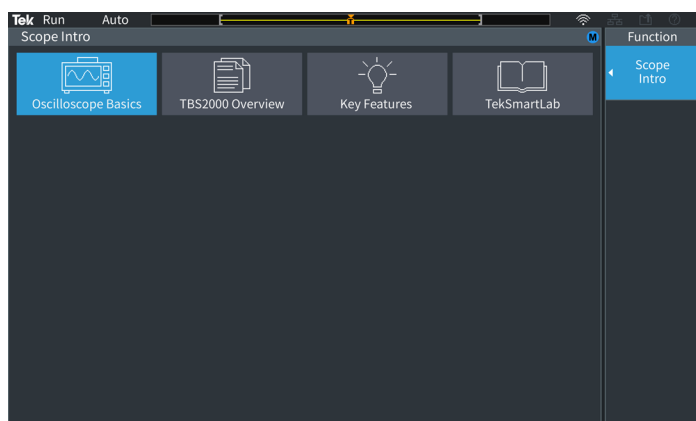 Tek Run Auto
Scope Intro
M
Function
Oscilloscope Basics
TBS2000 Overview
Key Features
TekSmartLab
Scope
Intro